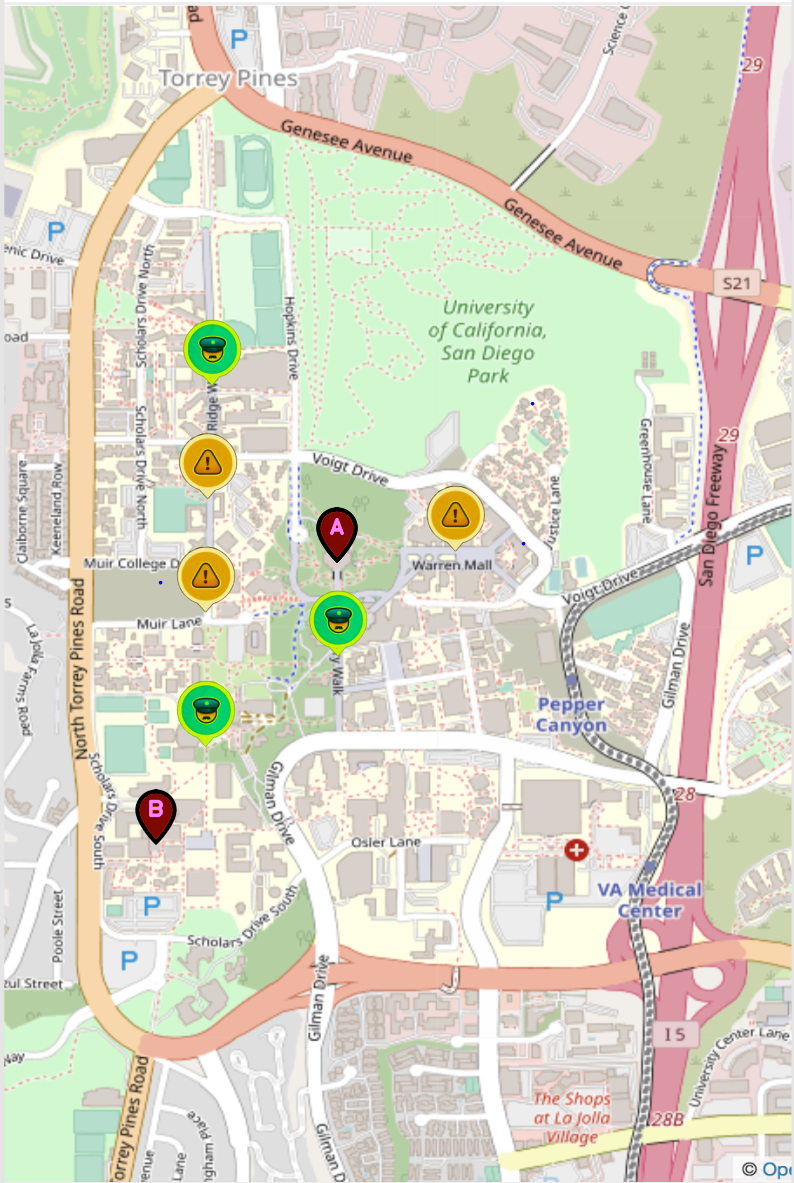 P
Science
29
Torrey Pines
Genesee Avenue
Genesee Avenue
P
enic Drive
S21
Scholars Drive North
Hopkins Drive
University
of California,
San Diego
Park
oad
Ridge W
Scholars Drive North
29
Greenhouse Lane
San Diego Freeway
Claiborne Square
Keeneland Row
Voigt Drive
Justice Lane
A
P
Muir College D
Warren Mall
Voigt Drive
Muir Lane
La Jolla Farms Road
North Torrey Pines Road
y Walk
Gilman Drive
Pepper
Canyon
Scholars Drive South
Gilman Drive
28
B
Osler Lane
P
P
VA Medical
Center
Poole Street
Scholars Drive South
P
zul Street
Gilman Drive
I 5
University Center Lane
Torrey Pines Road
The Shops
at La Jolla
Village
28B
Gilman D
venue
Lane
ngham Place
© Ope